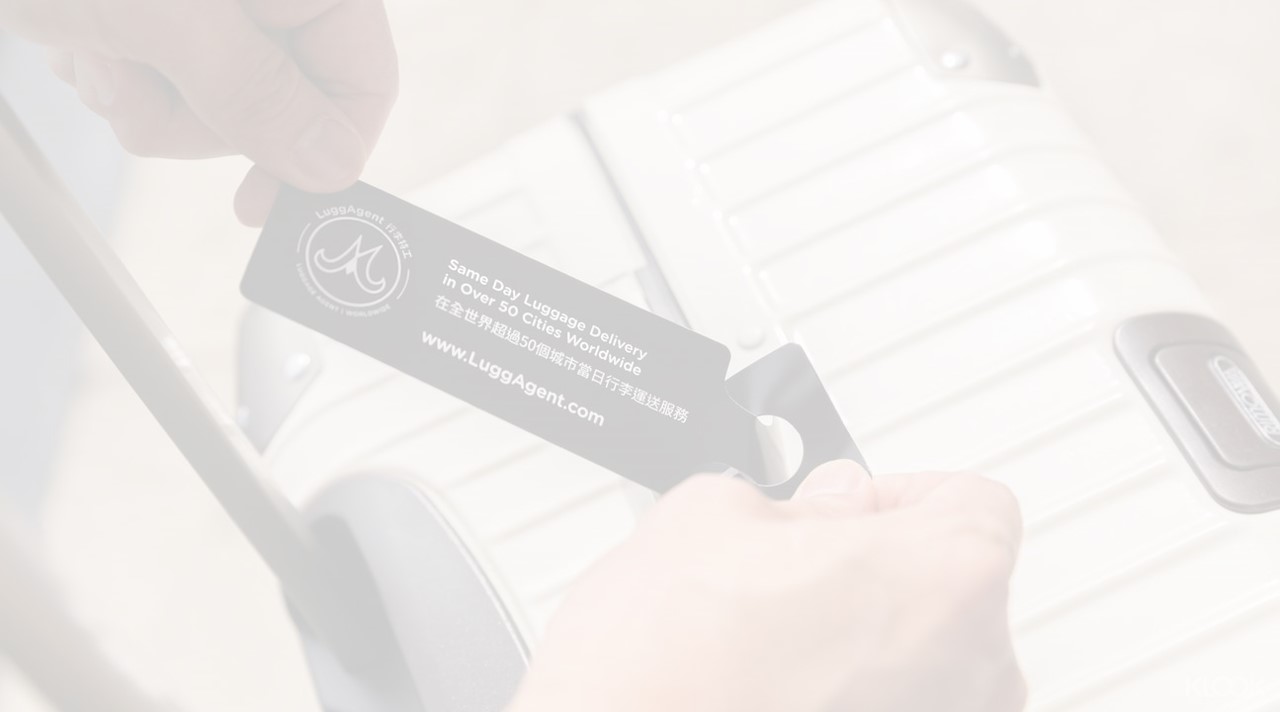 LuggAgent 行李特工
LUGGAGE AGENT | WORLDWIDE
Same Day Luggage Delivery
in Over 50 Cities Worldwide
在全世界超過50個城市當日行李運送服務
www.LuggAgent.com
RIMOWA